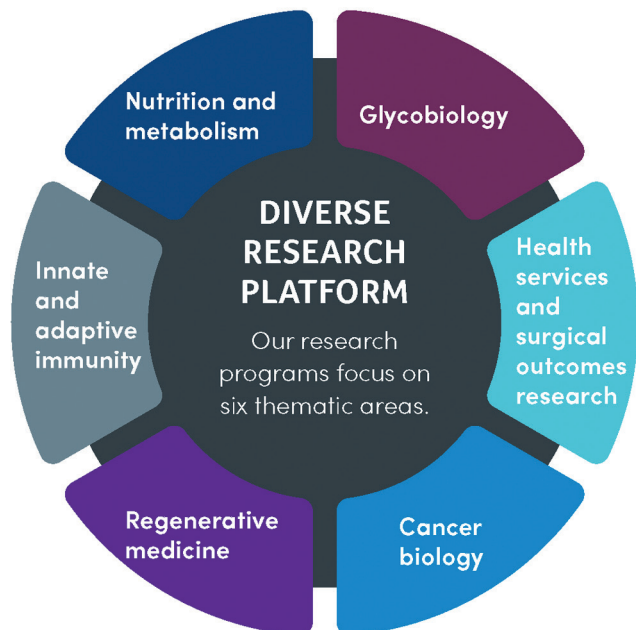 DIVERSE
RESEARCH
PLATFORM
Our research
programs focus on
six thematic areas.
Glycobiology
Health
services
and
surgical
outcomes
research
Cancer
biology
Regenerative
medicine
Innate
and
adaptive
immunity
Nutrition and
metabolism